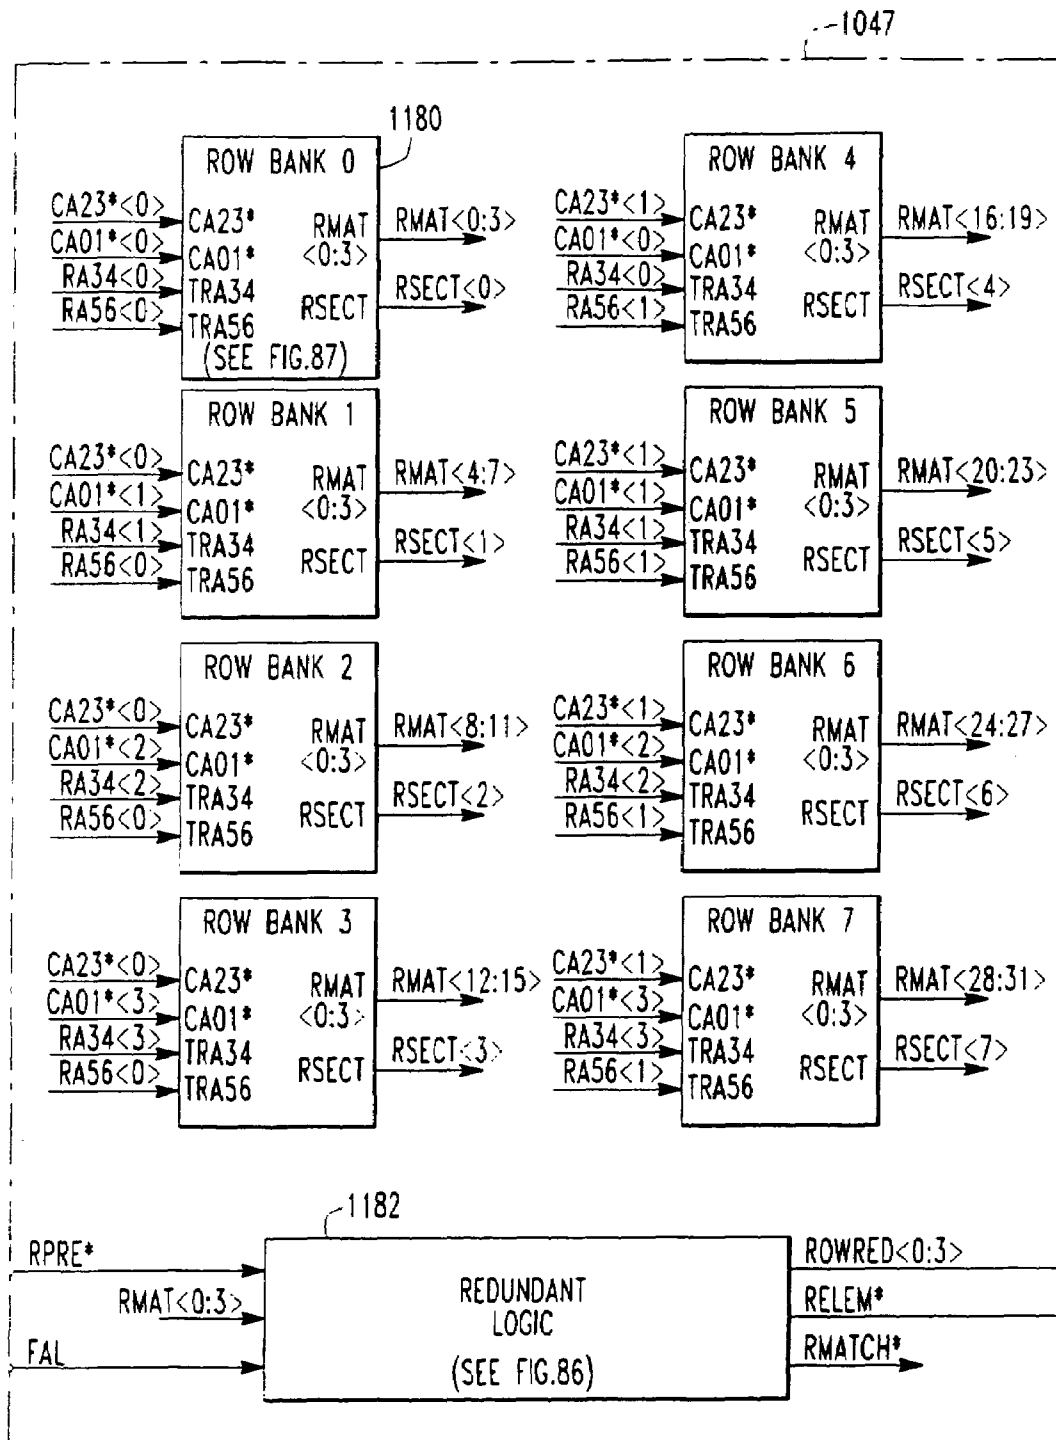 1047
1180
ROW BANK 0
CA23*<0>
CA01*<0>
RA34<0>
RA56<0>
CA23*
CA01*
TRA34
TRA56
RMAT
<0:3>
RSECT
(SEE FIG.87)
RMAT<0:3>
RSECT<0>
ROW BANK 4
CA23*<1>
CA01*<0>
RA34<0>
RA56<1>
CA23*
CA01*
TRA34
TRA56
RMAT
<0:3>
RSECT
RMAT<16:19>
RSECT<4>
ROW BANK 1
CA23*<0>
CA01*<1>
RA34<1>
RA56<0>
CA23*
CA01*
TRA34
TRA56
RMAT
<0:3>
RSECT
RMAT<4:7>
RSECT<1>
ROW BANK 5
CA23*<1>
CA01*<1>
RA34<1>
RA56<1>
CA23*
CA01*
TRA34
TRA56
RMAT
<0:3>
RSECT
RMAT<20:23>
RSECT<5>
ROW BANK 2
CA23*<0>
CA01*<2>
RA34<2>
RA56<0>
CA23*
CA01*
TRA34
TRA56
RMAT
<0:3>
RSECT
RMAT<8:11>
RSECT<2>
ROW BANK 6
CA23*<1>
CA01*<2>
RA34<2>
RA56<1>
CA23*
CA01*
TRA34
TRA56
RMAT
<0:3>
RSECT
RMAT<24:27>
RSECT<6>
ROW BANK 3
CA23*<0>
CA01*<3>
RA34<3>
RA56<0>
CA23*
CA01*
TRA34
TRA56
RMAT
<0:3>
RSECT
RMAT<12:15>
RSECT<3>
ROW BANK 7
CA23*<1>
CA01*<3>
RA34<3>
RA56<1>
CA23*
CA01*
TRA34
TRA56
RMAT
<0:3>
RSECT
RMAT<28:31>
RSECT<7>
1182
RPRE*
RMAT<0:3>
FAL
REDUNDANT
LOGIC
(SEE FIG.86)
ROWRED<0:3>
RELEM*
RMATCH*